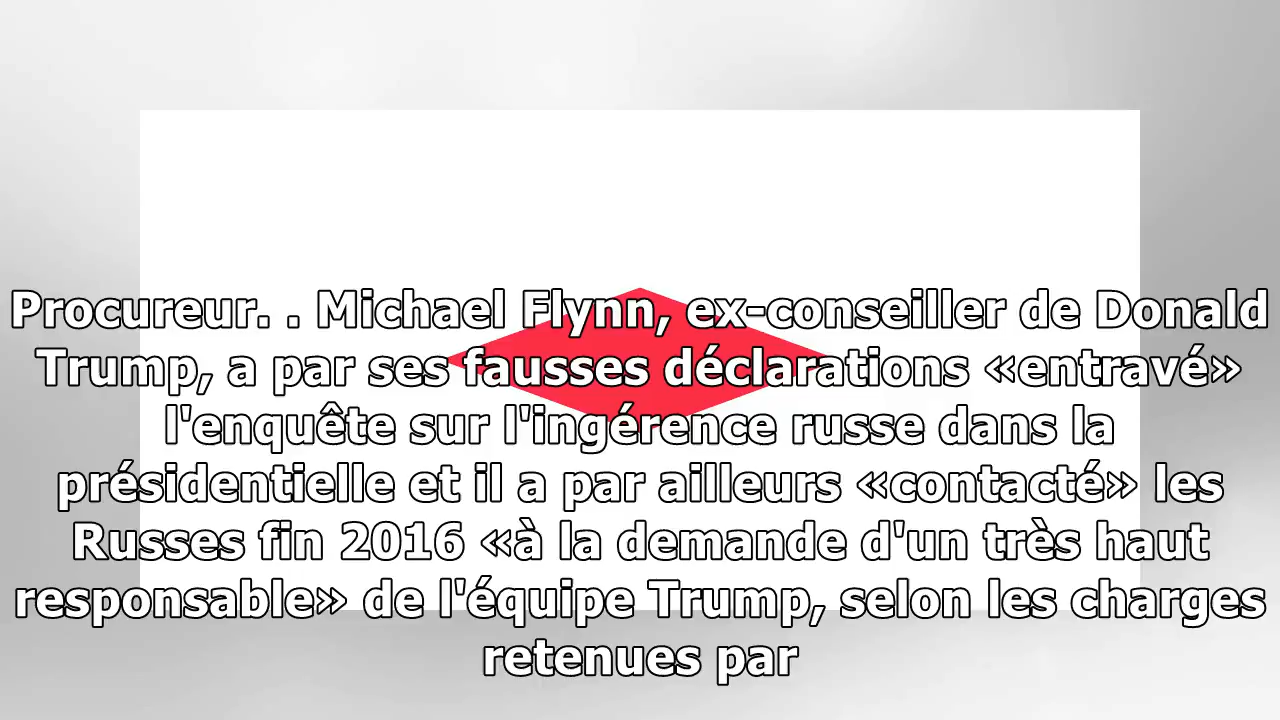 Procureur. . Michael Flynn, ex-conseiller de Donald
Trump, a par ses fausses déclarations «entravé»
l'enquête sur l'ingérence russe dans la
présidentielle et il a par ailleurs «contacté» les
Russes fin 2016 «à la demande d'un très haut
responsable» de l'équipe Trump, selon les charges
retenues par